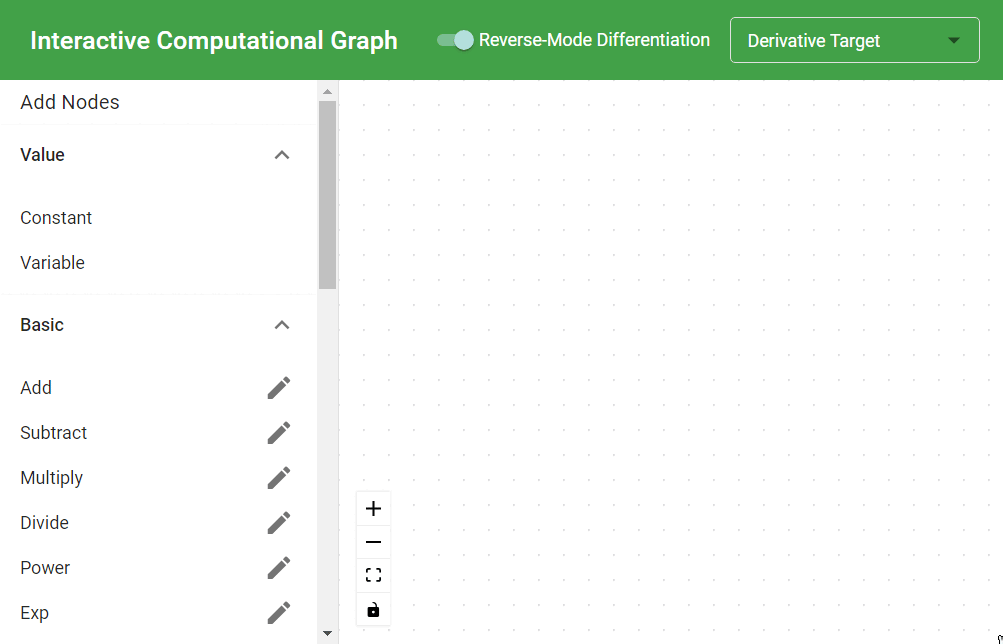 Interactive Computational Graph
Reverse-Mode Differentiation
Derivative Target
Add Nodes
Value
Constant
Variable
Basic
Add
Subtract
Multiply
Divide
Power
Exp